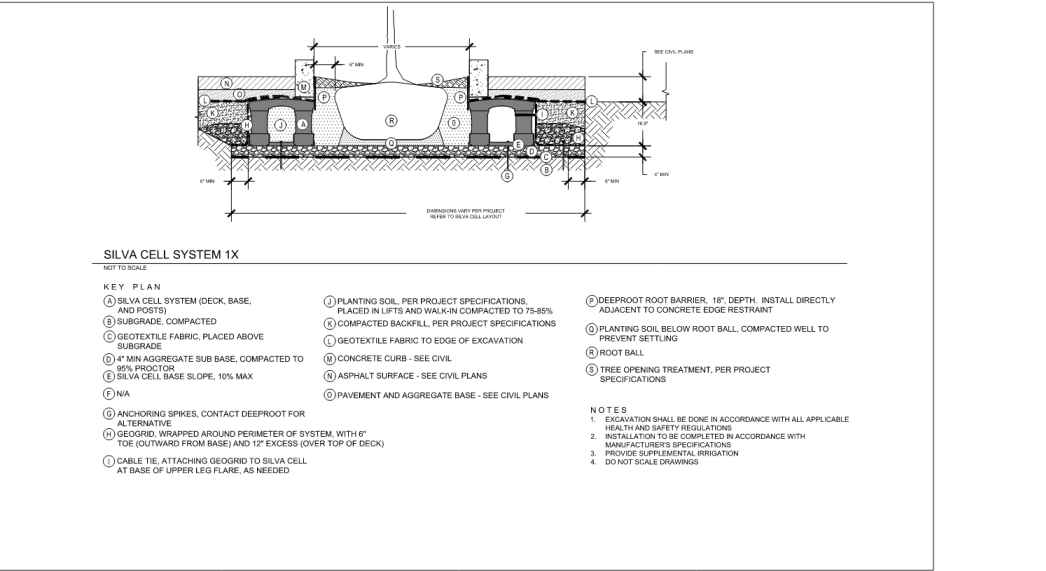 VARIES
SEE CIVIL PLANS
6" MIN
N
M
S
O
P
P
L
L
K
H
J
A
R
Q
I
K
H
Q
E
D
C
B
G
4" MIN
6" MIN
6" MIN
DIMENSIONS VARY PER PROJECT
REFER TO SILVA CELL LAYOUT
SILVA CELL SYSTEM 1X
NOT TO SCALE
KEY PLAN
A SILVA CELL SYSTEM (DECK, BASE,
AND POSTS)
B SUBGRADE, COMPACTED
C GEOTEXTILE FABRIC, PLACED ABOVE
SUBGRADE
D 4" MIN AGGREGATE SUB BASE, COMPACTED TO
95% PROCTOR
E SILVA CELL BASE SLOPE, 10% MAX
F N/A
G ANCHORING SPIKES, CONTACT DEEPROOT FOR
ALTERNATIVE
H GEOGRID, WRAPPED AROUND PERIMETER OF SYSTEM, WITH 6"
TOE (OUTWARD FROM BASE) AND 12" EXCESS (OVER TOP OF DECK)
I CABLE TIE, ATTACHING GEOGRID TO SILVA CELL
AT BASE OF UPPER LEG FLARE, AS NEEDED
J PLANTING SOIL, PER PROJECT SPECIFICATIONS,
PLACED IN LIFTS AND WALK-IN COMPACTED TO 75-85%
K COMPACTED BACKFILL, PER PROJECT SPECIFICATIONS
L GEOTEXTILE FABRIC TO EDGE OF EXCAVATION
M CONCRETE CURB - SEE CIVIL
N ASPHALT SURFACE - SEE CIVIL PLANS
O PAVEMENT AND AGGREGATE BASE - SEE CIVIL PLANS
P DEEPROOT ROOT BARRIER, 18", DEPTH. INSTALL DIRECTLY
ADJACENT TO CONCRETE EDGE RESTRAINT
Q PLANTING SOIL BELOW ROOT BALL, COMPACTED WELL TO
PREVENT SETTLING
R ROOT BALL
S TREE OPENING TREATMENT, PER PROJECT
SPECIFICATIONS
NOTES
1. EXCAVATION SHALL BE DONE IN ACCORDANCE WITH ALL APPLICABLE
HEALTH AND SAFETY REGULATIONS
2. INSTALLATION TO BE COMPLETED IN ACCORDANCE WITH
MANUFACTURER'S SPECIFICATIONS
3. PROVIDE SUPPLEMENTAL IRRIGATION
4. DO NOT SCALE DRAWINGS